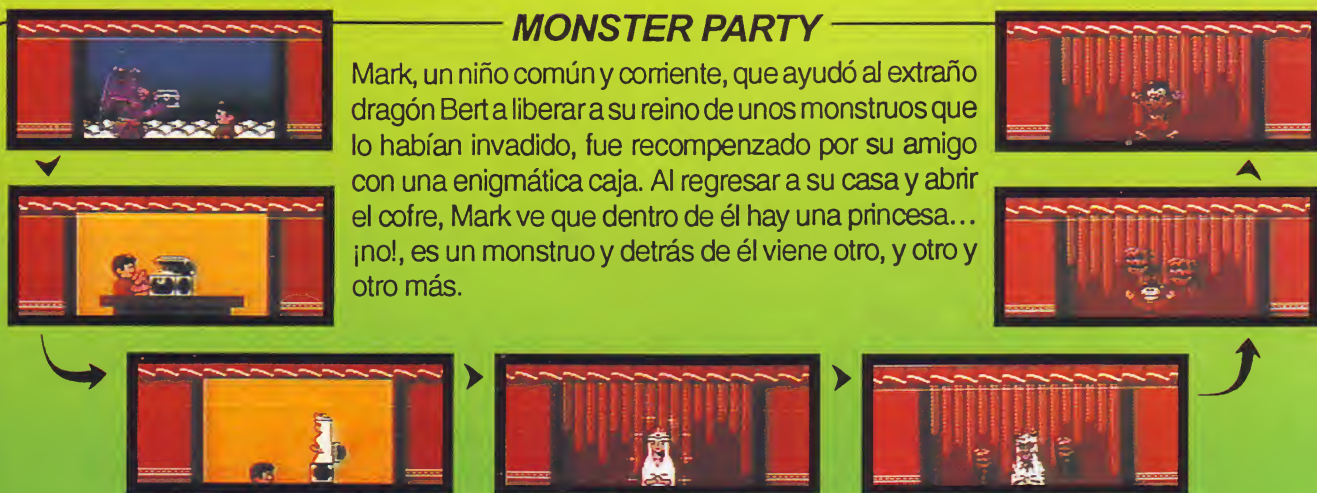 MONSTER PARTY
Mark, un niño común y corriente, que ayudó al extraño
dragón Bert a liberar a su reino de unos monstruos que
lo habían invadido, fue recompenzado por su amigo
con una enigmática caja. Al regresar a su casa y abrir
el cofre, Mark ve que dentro de él hay una princesa...
¡no!, es un monstruo y detrás de él viene otro, y otro y
otro más.